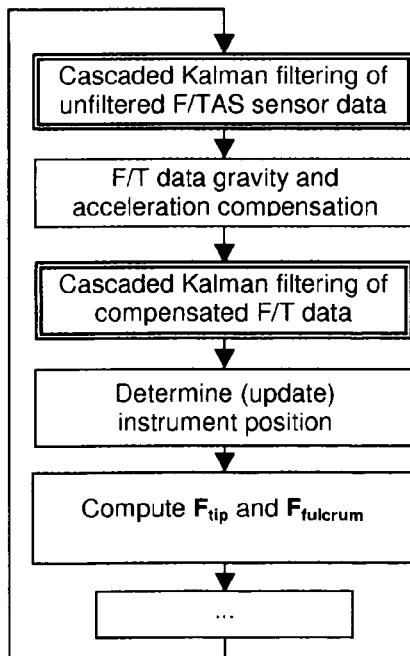 Cascaded Kalman filtering of
unfiltered F/TAS sensor data
F/T data gravity and
acceleration compensation
Cascaded Kalman filtering of
compensated F/T data
Determine (update)
instrument position
Compute Ftip and Ffulcrum
...